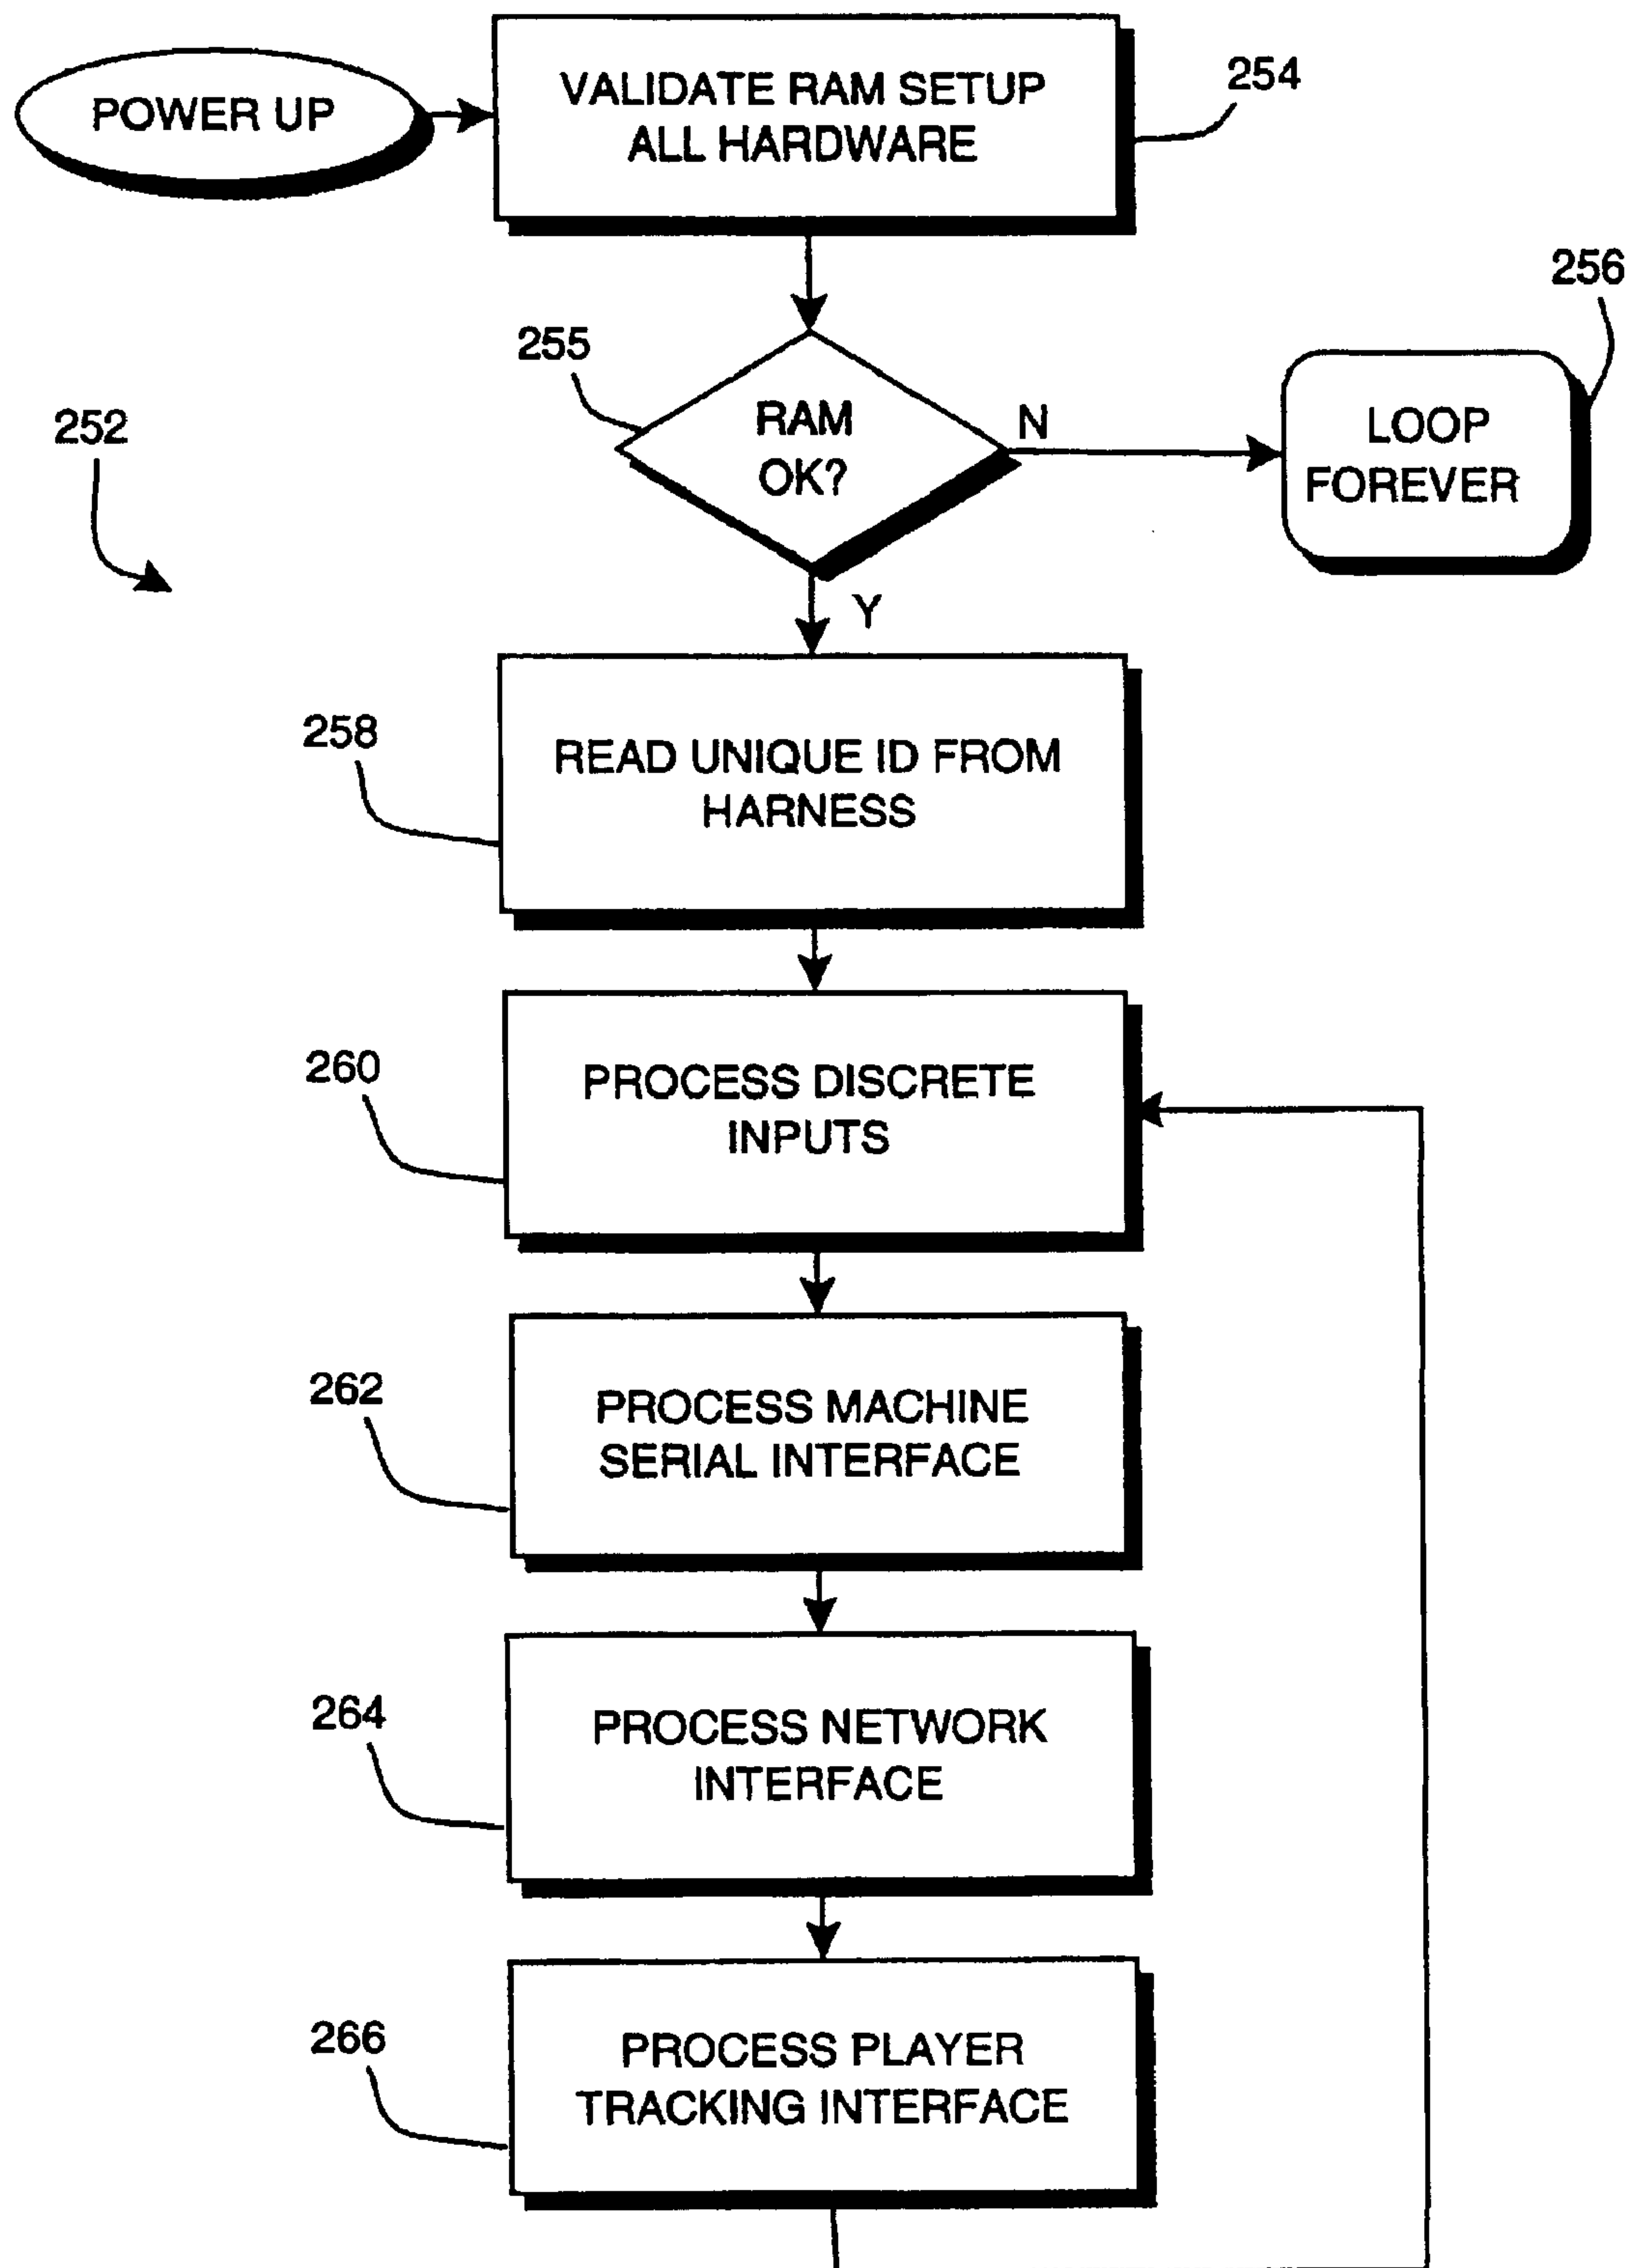 POWER UP
VALIDATE RAM SETUP
ALL HARDWARE
254
255
RAM
OK?
N
256
LOOP
FOREVER
252
Y
258
READ UNIQUE ID FROM
HARNESS
260
PROCESS DISCRETE
INPUTS
262
PROCESS MACHINE
SERIAL INTERFACE
264
PROCESS NETWORK
INTERFACE
266
PROCESS PLAYER
TRACKING INTERFACE